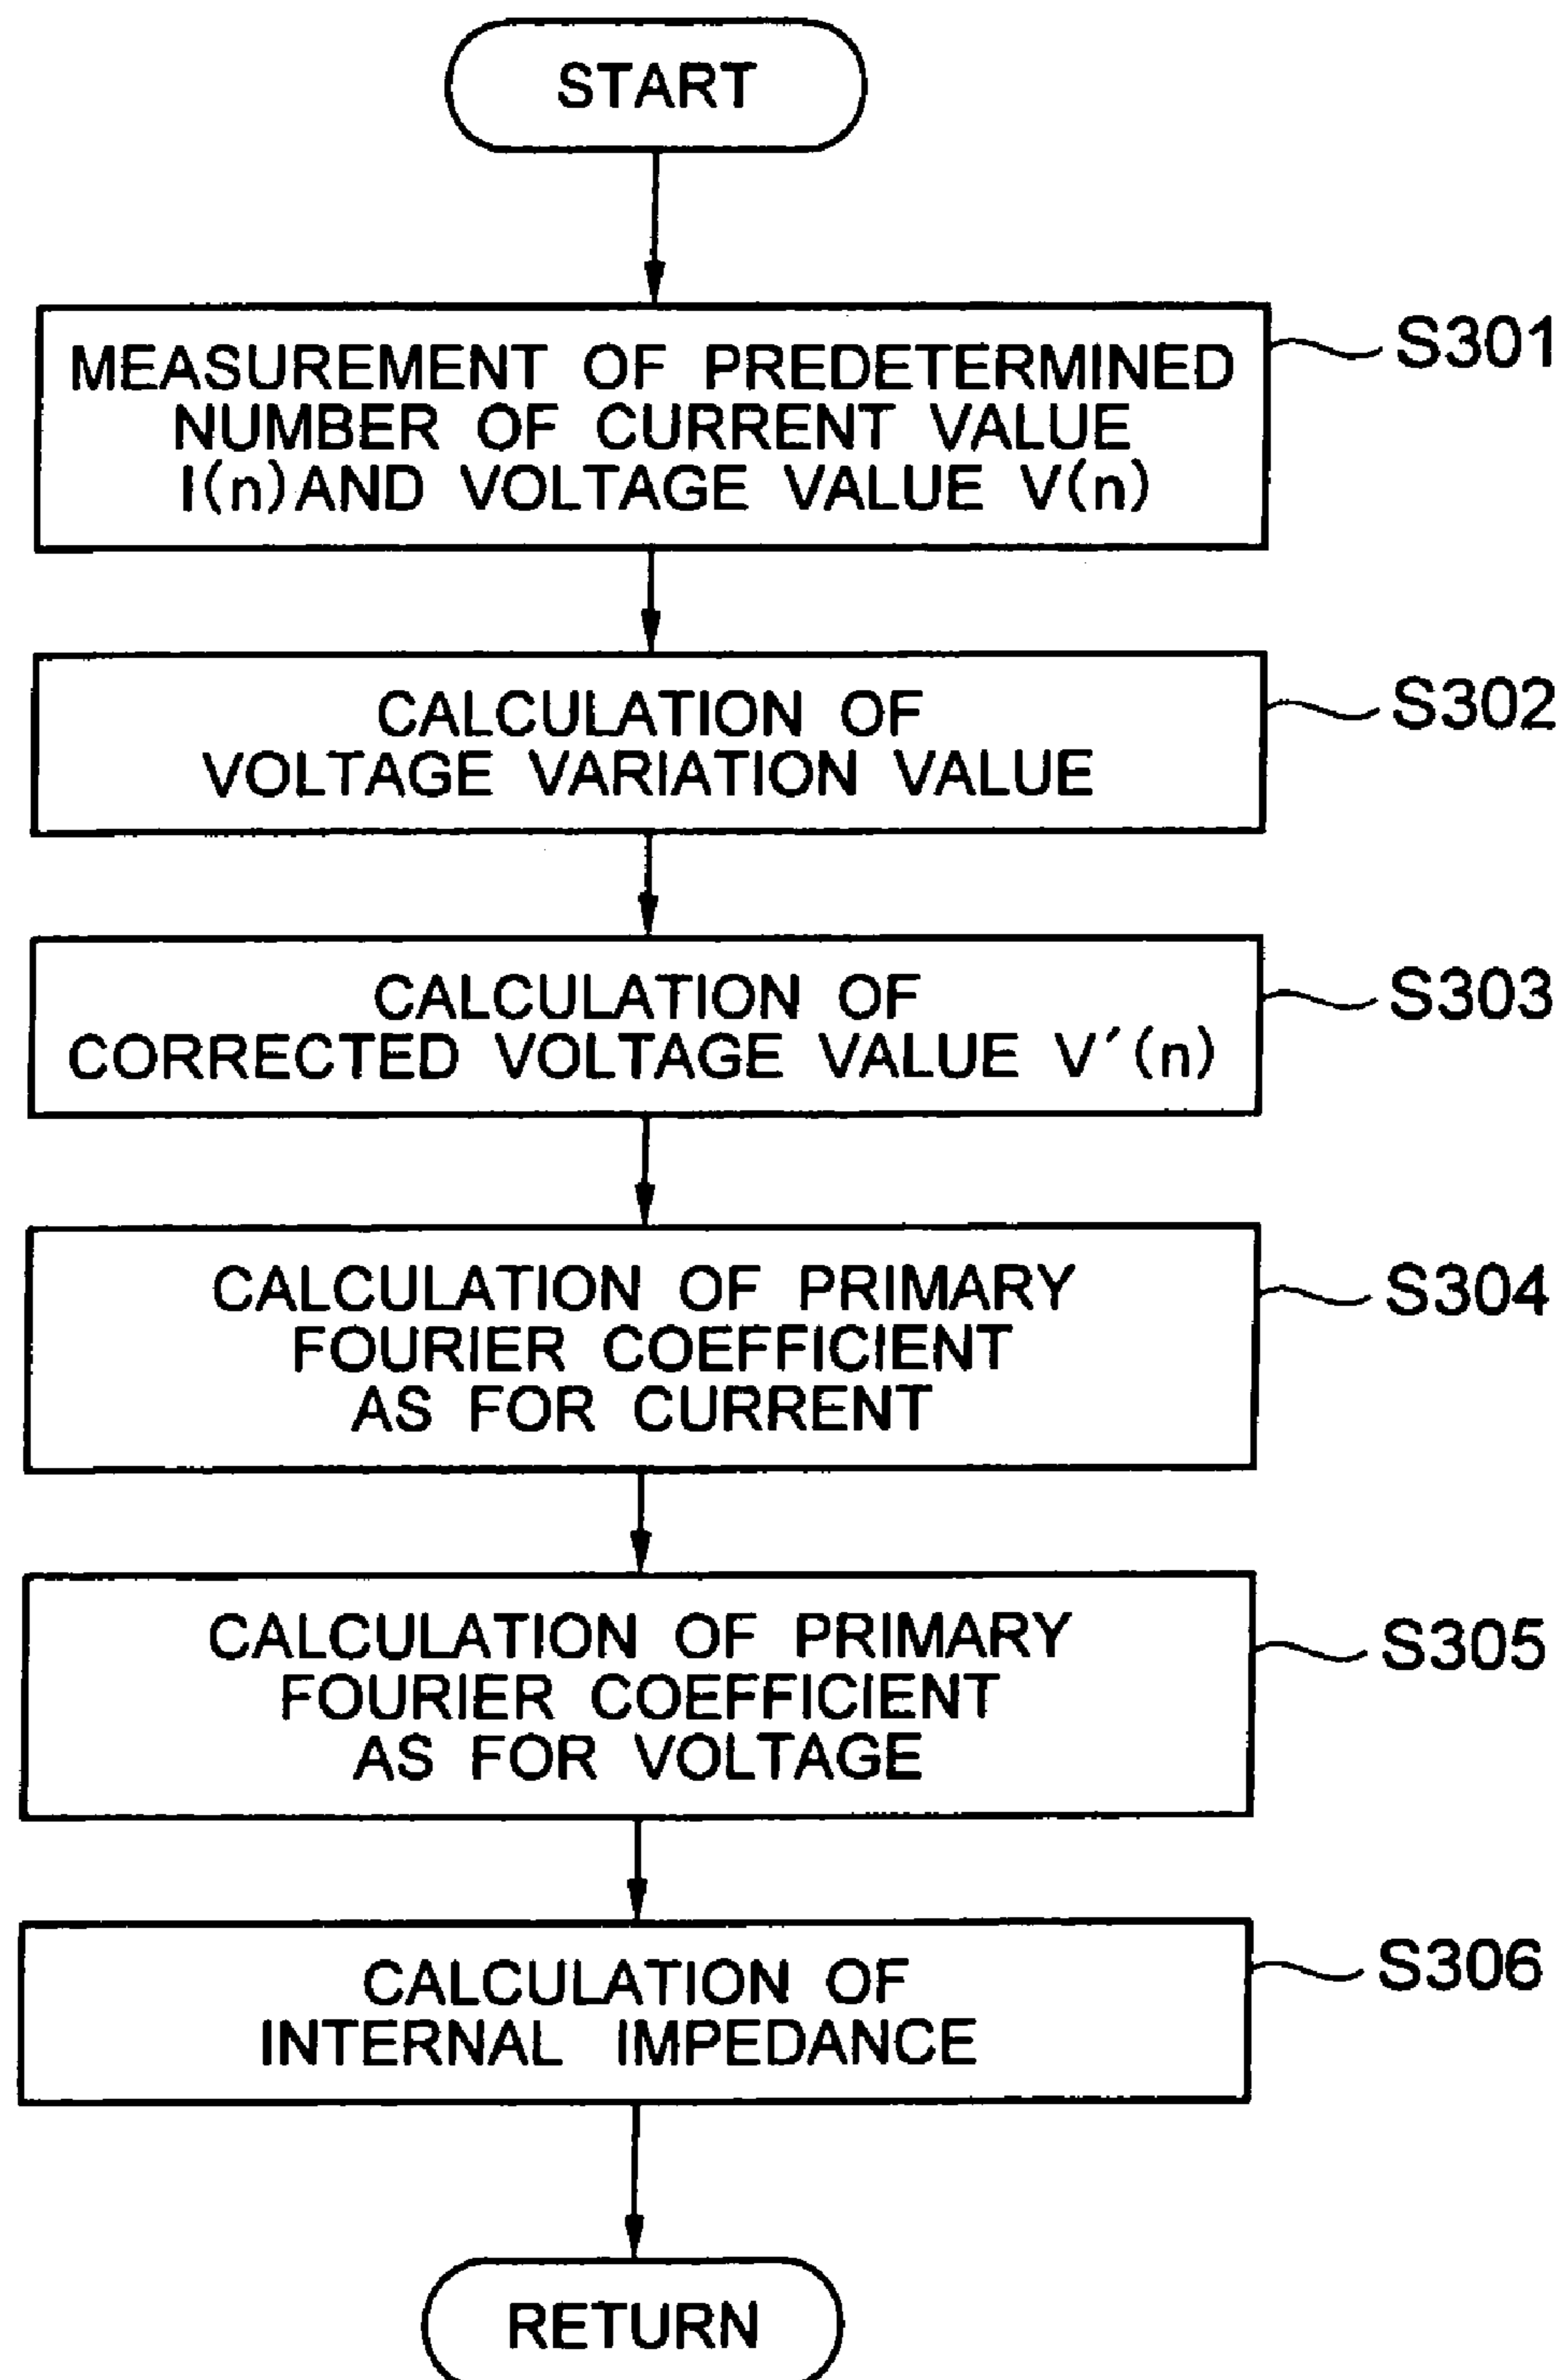 START
MEASUREMENT OF PREDETERMINED
NUMBER OF CURRENT VALUE
I(n) AND VOLTAGE VALUE V(n)
S301
CALCULATION OF
VOLTAGE VARIATION VALUE
S302
CALCULATION OF
CORRECTED VOLTAGE VALUE V′(n)
S303
CALCULATION OF PRIMARY
FOURIER COEFFICIENT
AS FOR CURRENT
S304
CALCULATION OF PRIMARY
FOURIER COEFFICIENT
AS FOR VOLTAGE
S305
CALCULATION OF
INTERNAL IMPEDANCE
S306
RETURN